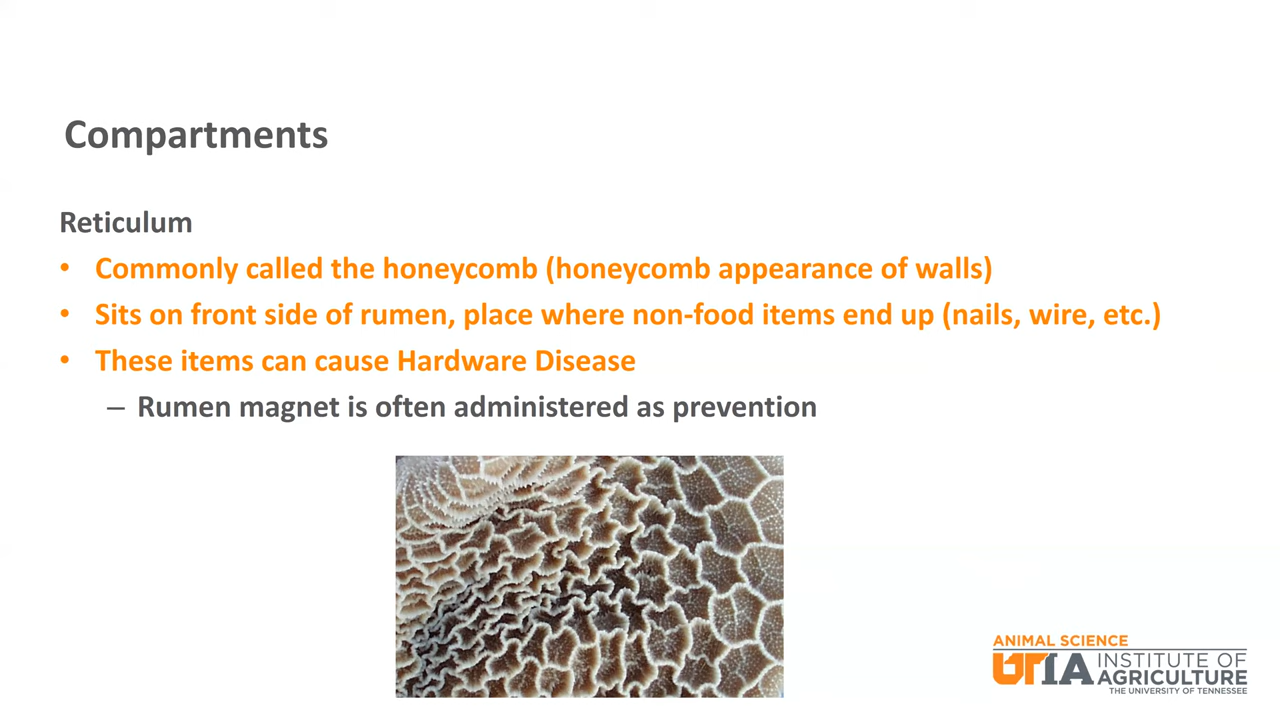 Compartments
Reticulum
• Commonly called the honeycomb (honeycomb appearance of walls)
• Sits on front side of rumen, place where non-food items end up (nails, wire, etc.)
• These items can cause Hardware Disease
– Rumen magnet is often administered as prevention
ANIMAL SCIENCE
UTIA INSTITUTE OF
AGRICULTURE
THE UNIVERSITY OF TENNESSEE